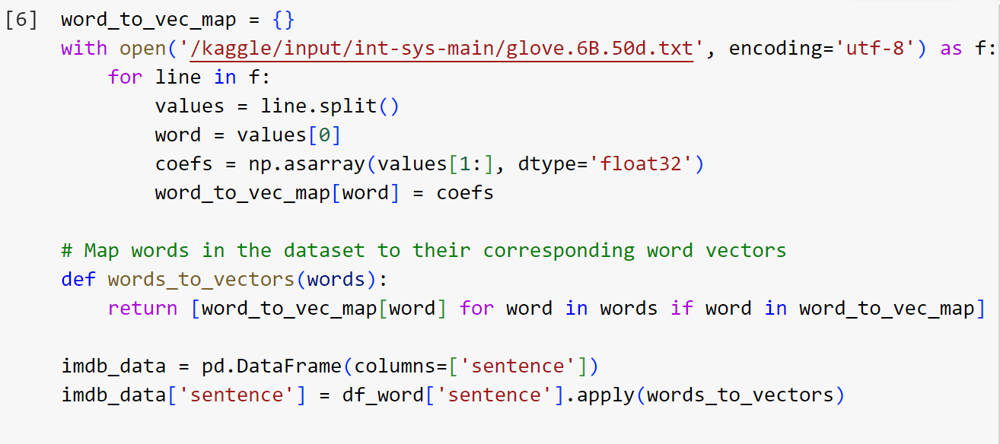 [6] word_to_vec_map = {}
with open('/kaggle/input/int-sys-main/glove.6B.50d.txt', encoding='utf-8') as f:
    for line in f:
        values = line.split()
        word = values[0]
        coefs = np.asarray(values[1:], dtype='float32')
        word_to_vec_map[word] = coefs

# Map words in the dataset to their corresponding word vectors
def words_to_vectors(words):
    return [word_to_vec_map[word] for word in words if word in word_to_vec_map]

imdb_data = pd.DataFrame(columns=['sentence'])
imdb_data['sentence'] = df_word['sentence'].apply(words_to_vectors)